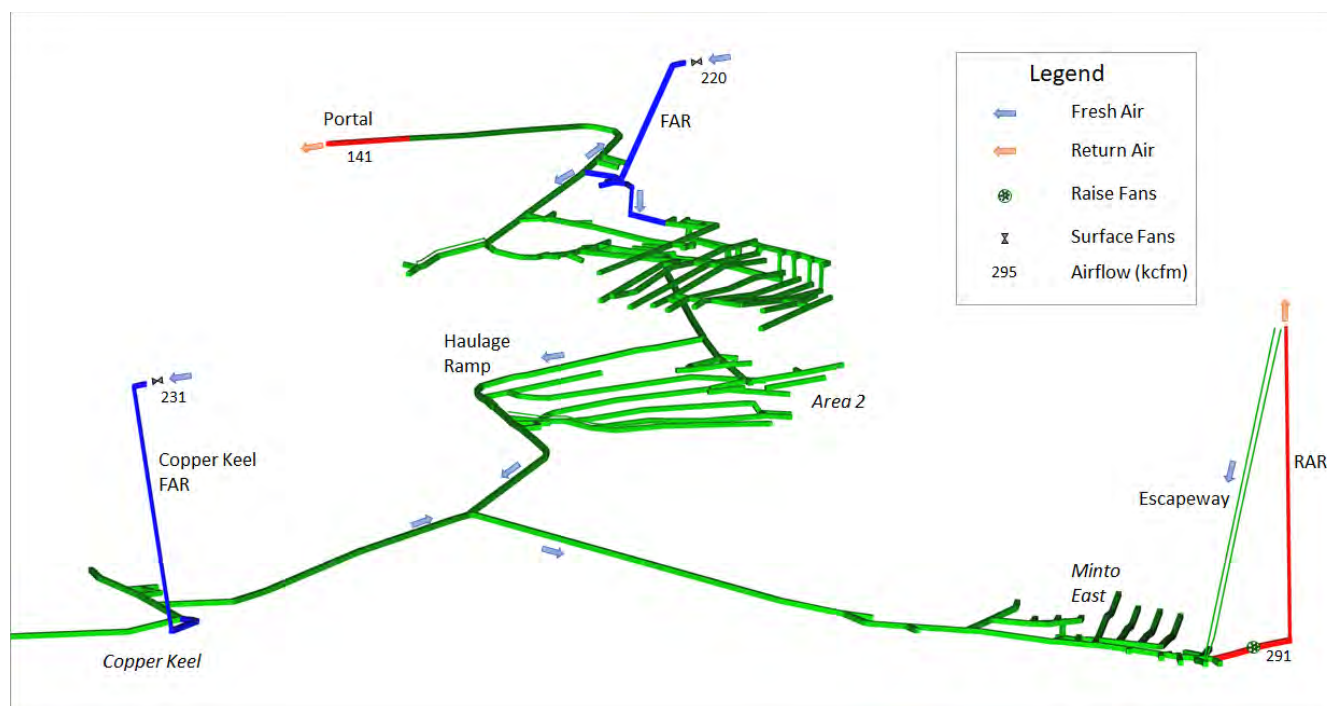 220
FAR
Portal
141
Legend
Fresh Air
Return Air
Raise Fans
Surface Fans
295 Airflow (kcfm)
Haulage
Ramp
Area 2
231
Copper Keel
FAR
RAR
Escapeway
Minto
East
291
Copper Keel